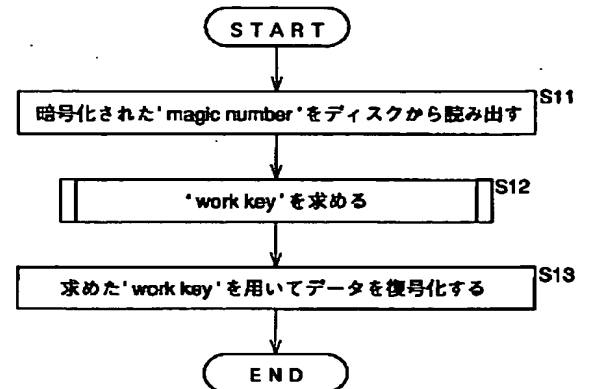 START
暗号化された'magic number'をディスクから読み出す
S11
'work key'を求める
S12
求めた'work key'を用いてデータを復号化する
S13
END